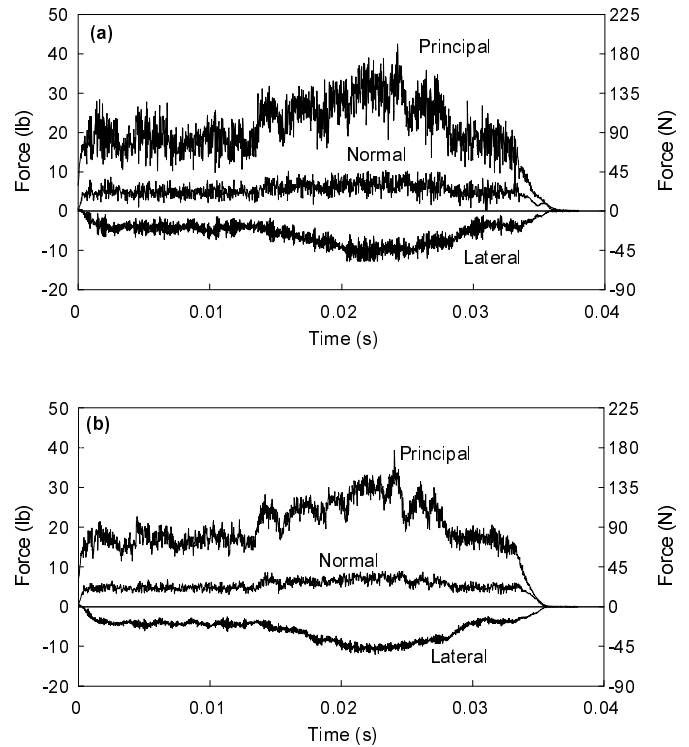 (a)
Principal
Normal
Lateral
50
40
30
20
10
0
-10
-20
225
180
135
90
45
0
-45
-90
Force (lb)
Force (N)
0 0.01 0.02 0.03 0.04
Time (s)
(b)
Principal
Normal
Lateral
50
40
30
20
10
0
-10
-20
225
180
135
90
45
0
-45
-90
Force (lb)
Force (N)
0 0.01 0.02 0.03 0.04
Time (s)